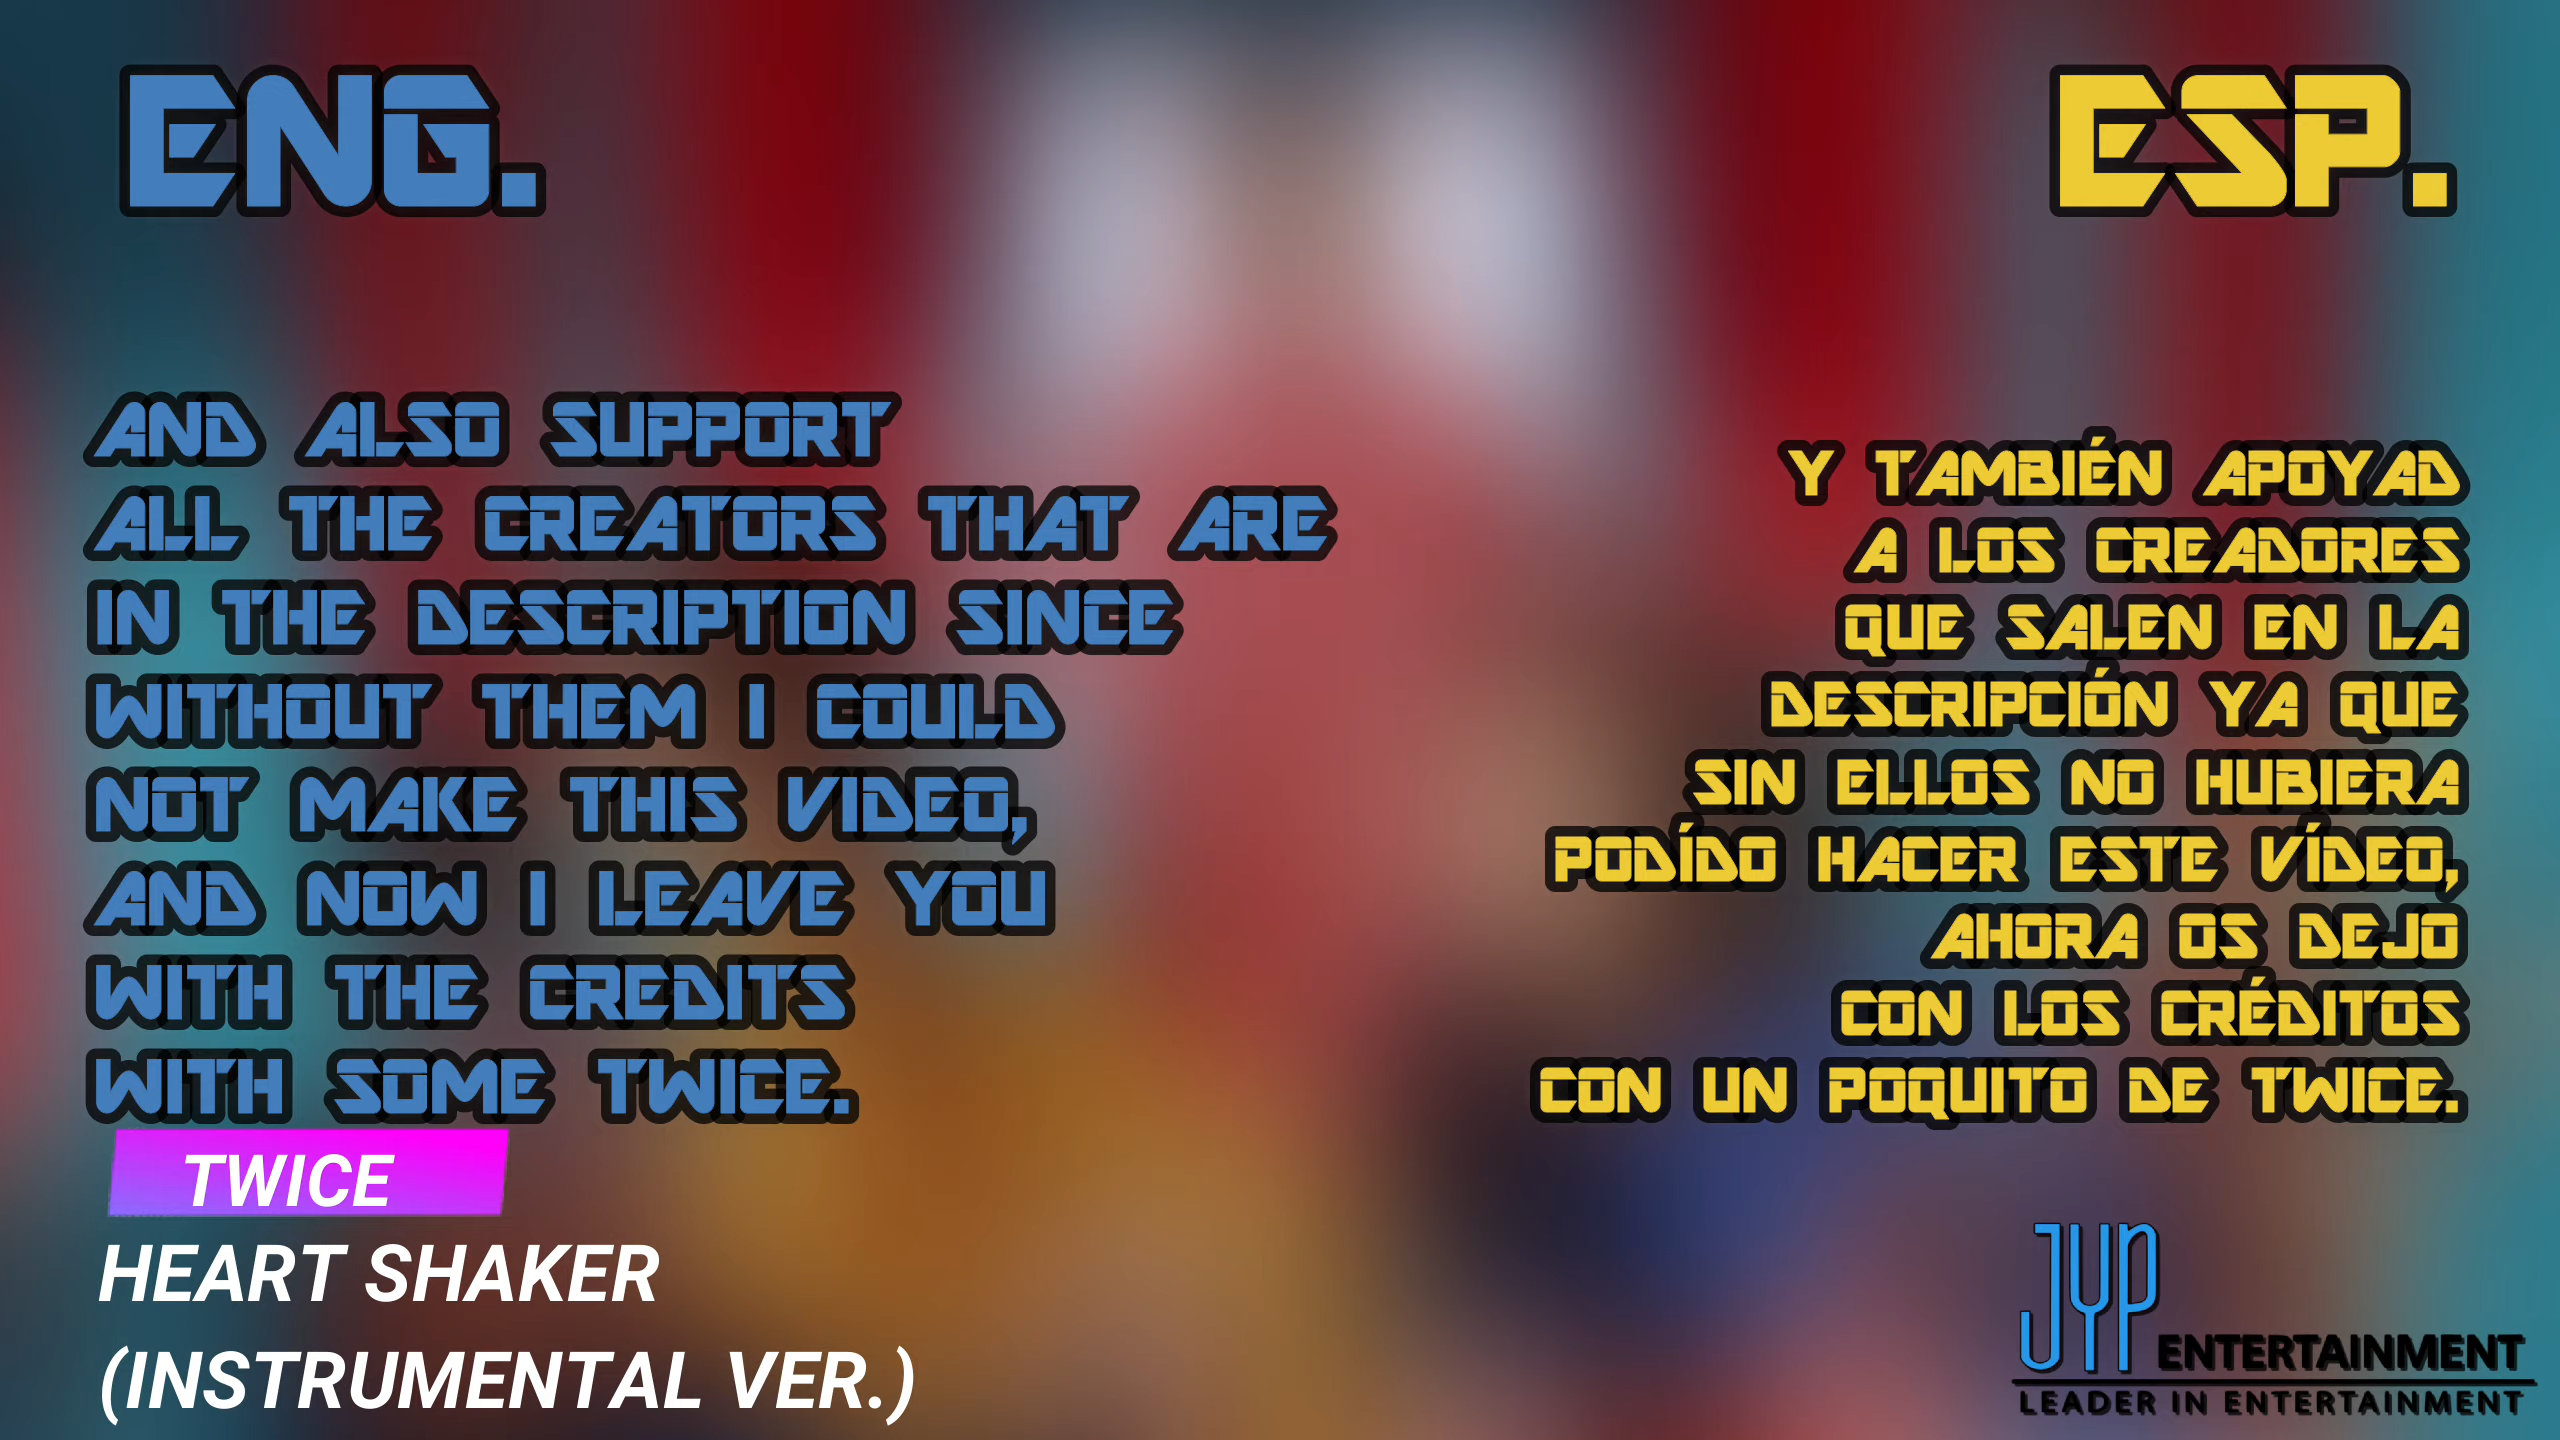 ENG.
AND ALSO SUPPORT
ALL THE CREATORS THAT ARE
IN THE DESCRIPTION SINCE
WITHOUT THEM I COULD
NOT MAKE THIS VIDEO,
AND NOW I LEAVE YOU
WITH THE CREDITS
WITH SOME TWICE.
ESP.
Y TAMBIÉN APOYAD
A LOS CREADORES
QUE SALEN EN LA
DESCRIPCIÓN YA QUE
SIN ELLOS NO HUBIERA
PODÍDO HACER ESTE VÍDEO,
AHORA OS DEJO
CON LOS CRÉDITOS
CON UN POQUITO DE TWICE.
TWICE
HEART SHAKER
(INSTRUMENTAL VER.)
JYP ENTERTAINMENT
LEADER IN ENTERTAINMENT